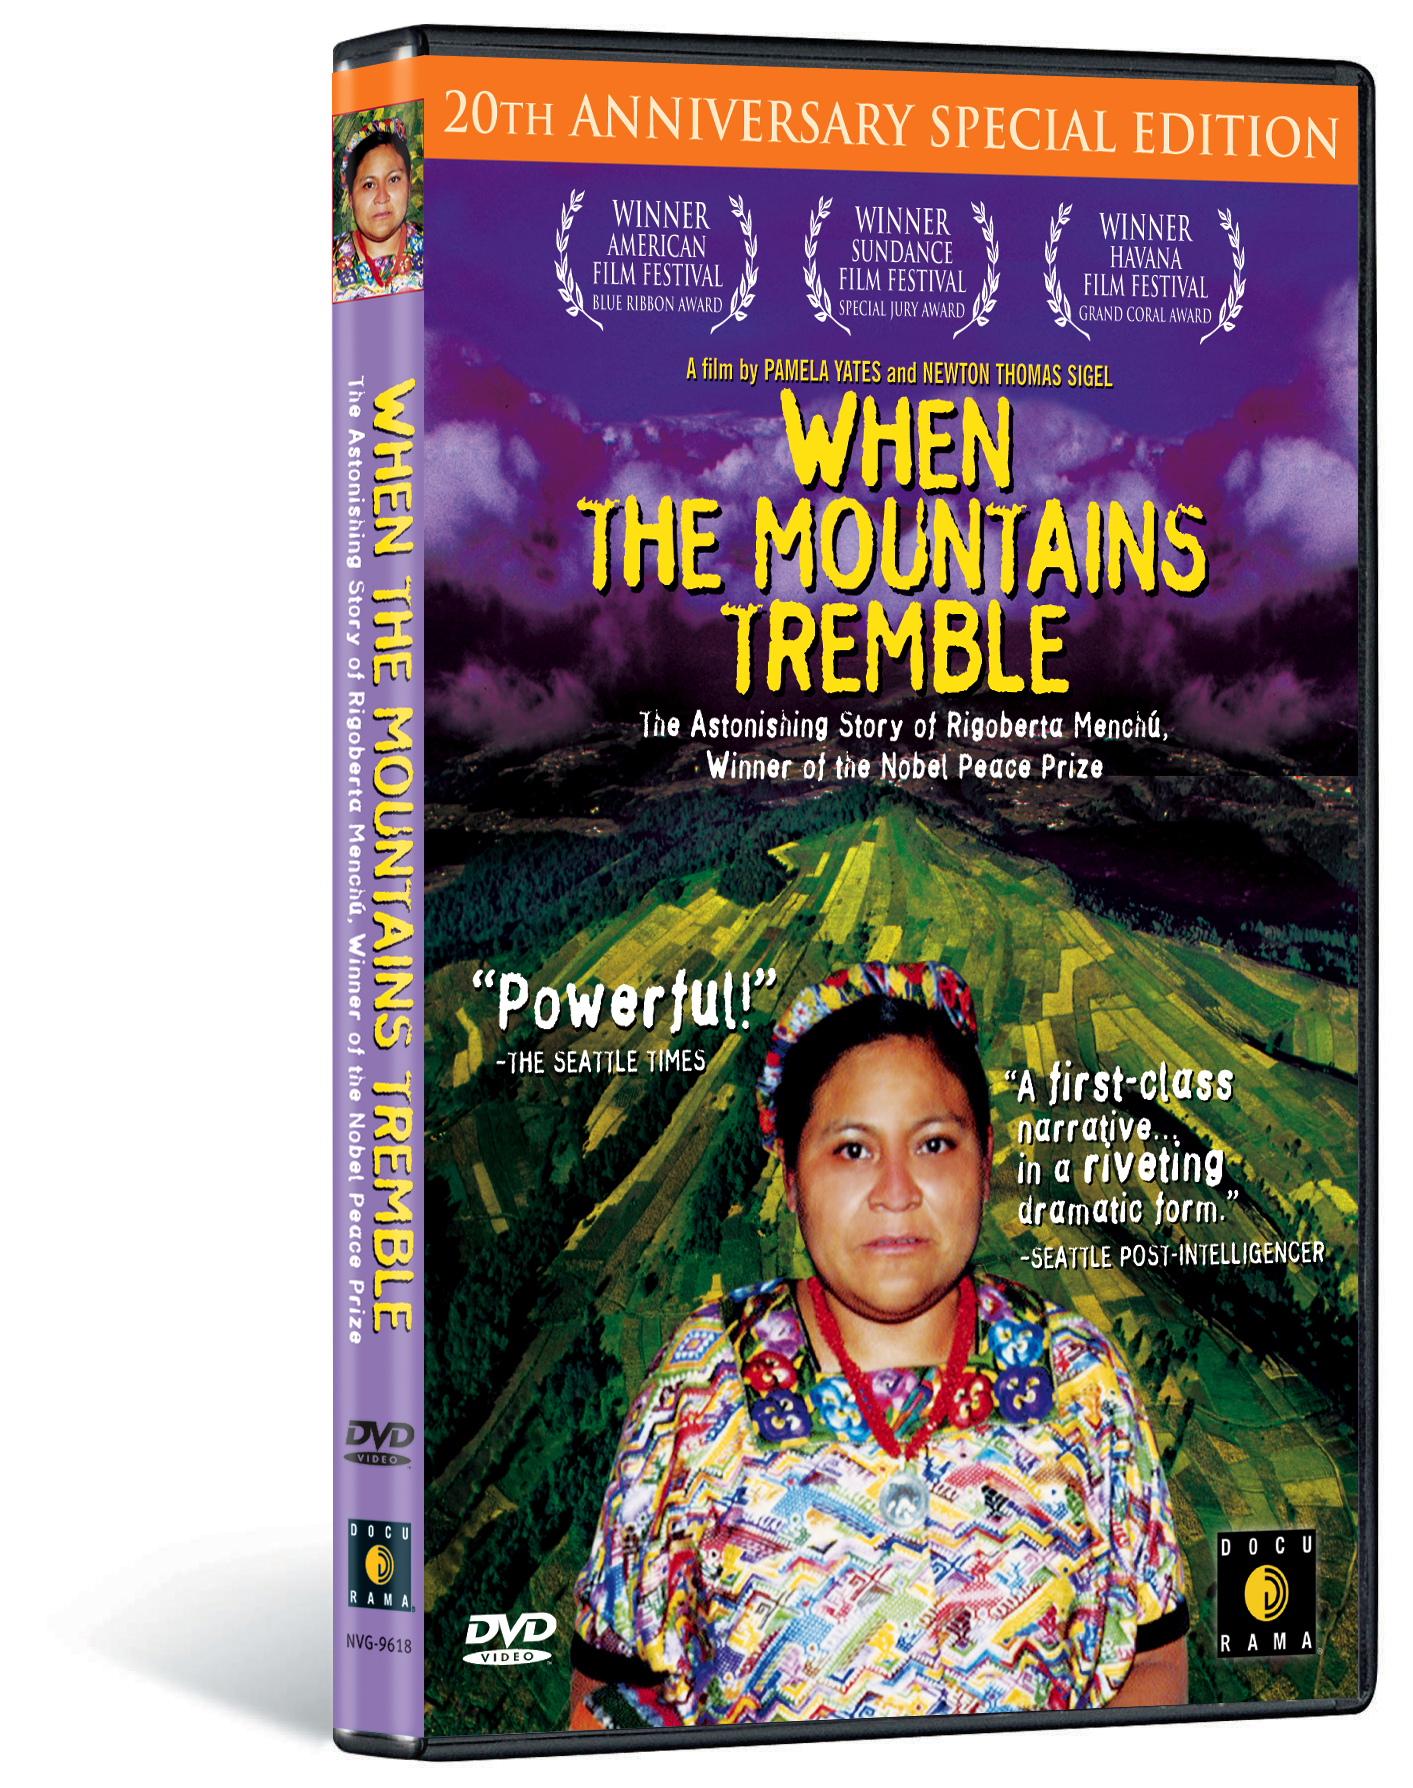 20TH ANNIVERSARY SPECIAL EDITION
WINNER
AMERICAN
FILM FESTIVAL
BLUE RIBBON AWARD
WINNER
SUNDANCE
FILM FESTIVAL
SPECIAL JURY AWARD
WINNER
HAVANA
FILM FESTIVAL
GRAND CORAL AWARD
A film by PAMELA YATES and NEWTON THOMAS SIGEL
WHEN
THE MOUNTAINS
TREMBLE
The Astonishing Story of Rigoberta Menchú,
Winner of the Nobel Peace Prize
“Powerful!”
-THE SEATTLE TIMES
“A first-class
narrative...
in a riveting
dramatic form.”
-SEATTLE POST-INTELLIGENCER
DVD
VIDEO
DOCU
RAMA
WHEN THE MOUNTAINS TREMBLE
The Astonishing Story of Rigoberta Menchú, Winner of the Nobel Peace Prize
DVD
VIDEO
DOCU
RAMA
NVG-9618